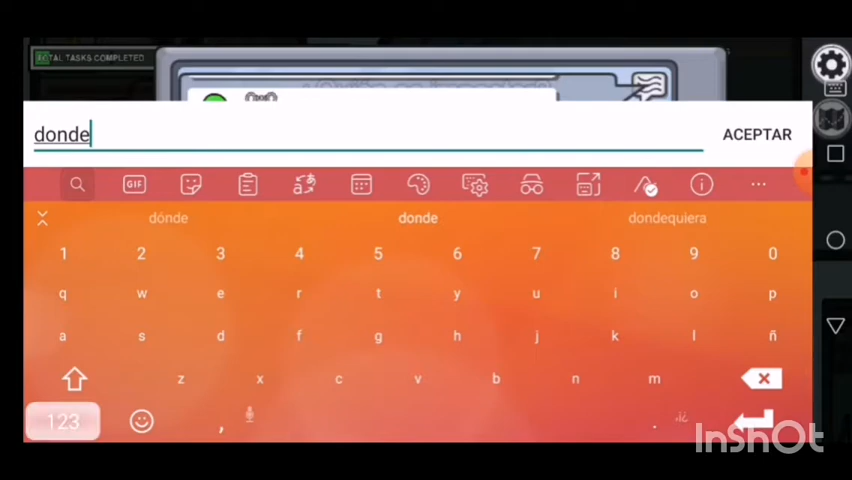 TOTAL TASKS COMPLETED
donde
ACEPTAR
GIF
dónde donde dondequiera
1 2 3 4 5 6 7 8 9 0
q w e r t y u i o p
a s d f g h j k l ñ
z x c v b n m
123 , .
InShOt